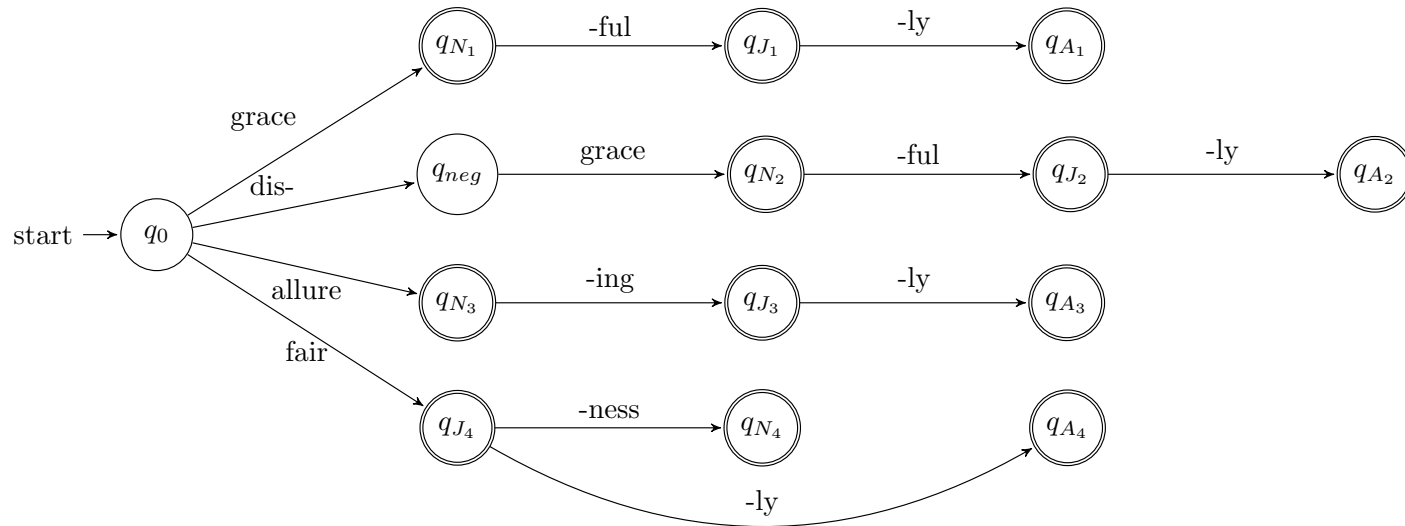 q_{N_1} -ful q_{J_1} -ly q_{A_1}
grace
q_{neg} grace q_{N_2} -ful q_{J_2} -ly q_{A_2}
dis-
start q_0
allure q_{N_3} -ing q_{J_3} -ly q_{A_3}
fair
q_{J_4} -ness q_{N_4} q_{A_4}
-ly